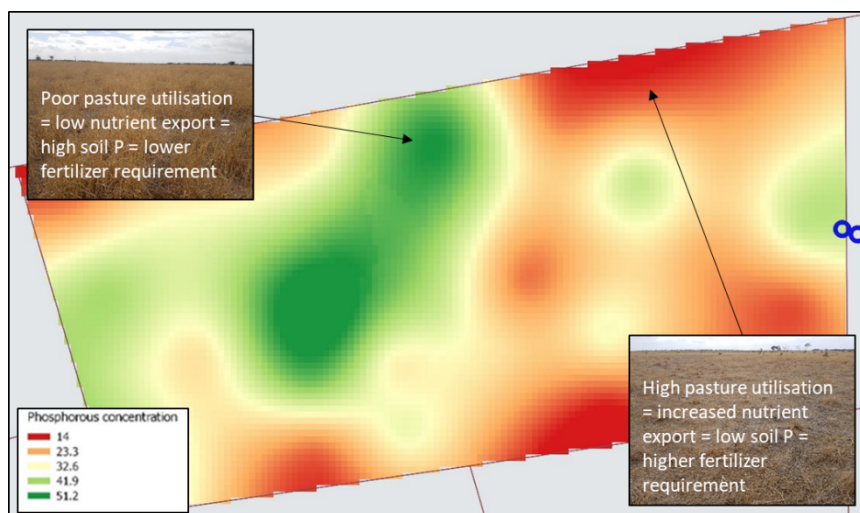 Poor pasture utilisation
= low nutrient export =
high soil P = lower
fertilizer requirement
High pasture utilisation
= increased nutrient
export = low soil P =
higher fertilizer
requirement
Phosphorous concentration
14
23.3
32.6
41.9
51.2